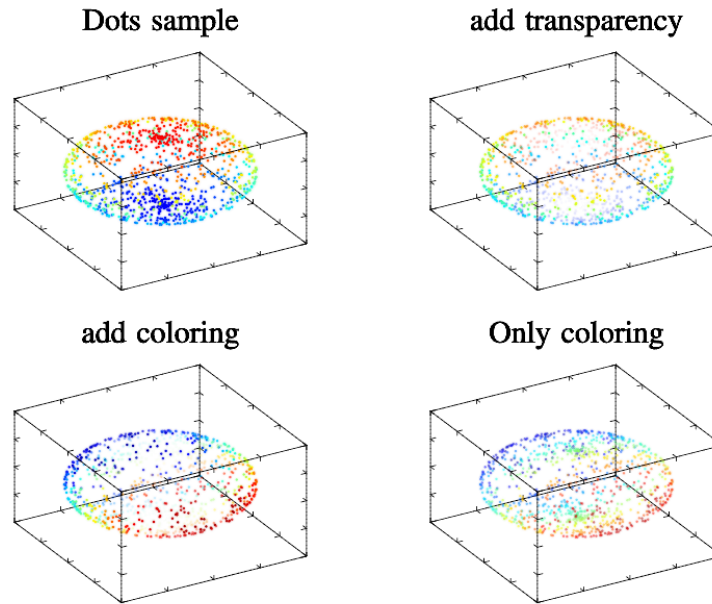 Dots sample
add transparency
add coloring
Only coloring